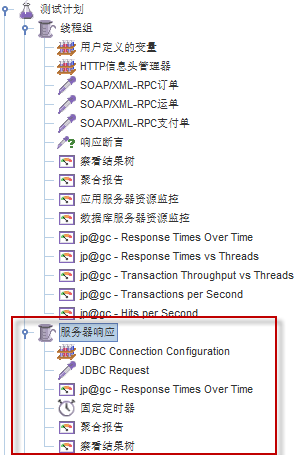 测试计划
线程组
用户定义的变量
HTTP信息头管理器
SOAP/XML-RPC订单
SOAP/XML-RPC运单
SOAP/XML-RPC支付单
响应断言
察看结果树
聚合报告
应用服务器资源监控
数据库服务器资源监控
jp@gc - Response Times Over Time
jp@gc - Response Times vs Threads
jp@gc - Transaction Throughput vs Threads
jp@gc - Transactions per Second
jp@gc - Hits per Second
服务器响应
JDBC Connection Configuration
JDBC Request
jp@gc - Response Times Over Time
固定定时器
聚合报告
察看结果树